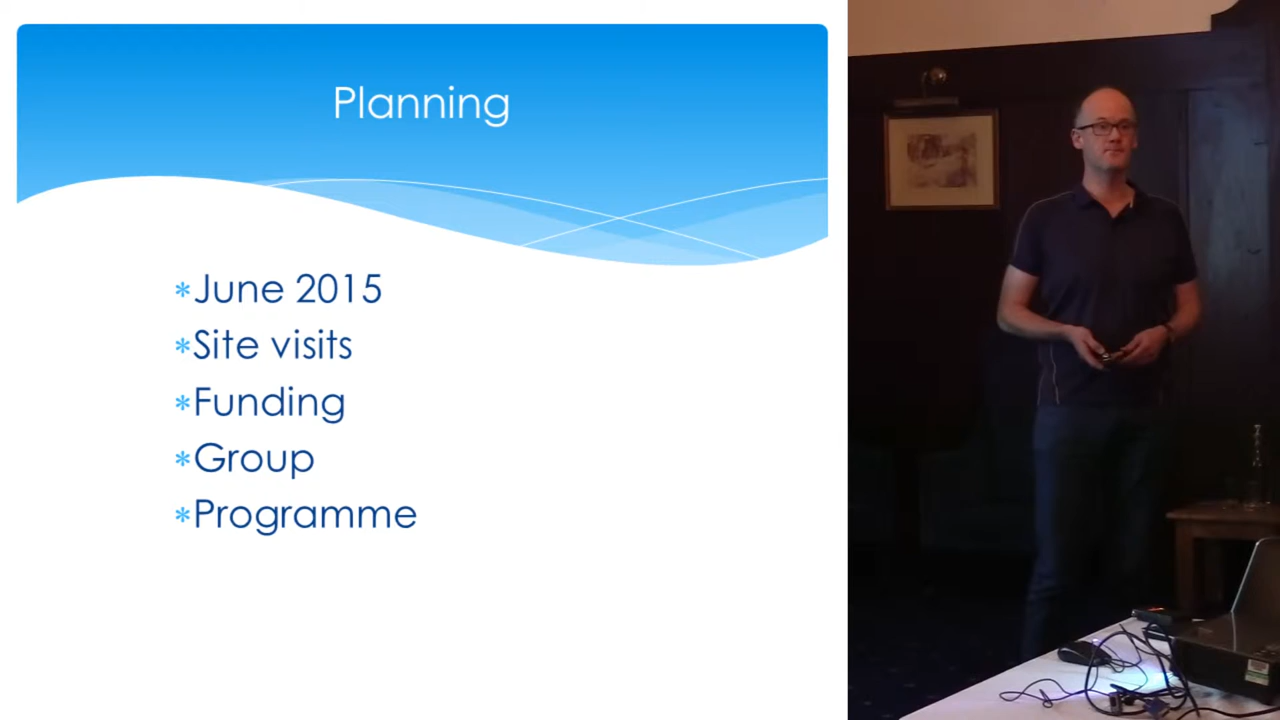 Planning
*June 2015
*Site visits
*Funding
*Group
*Programme